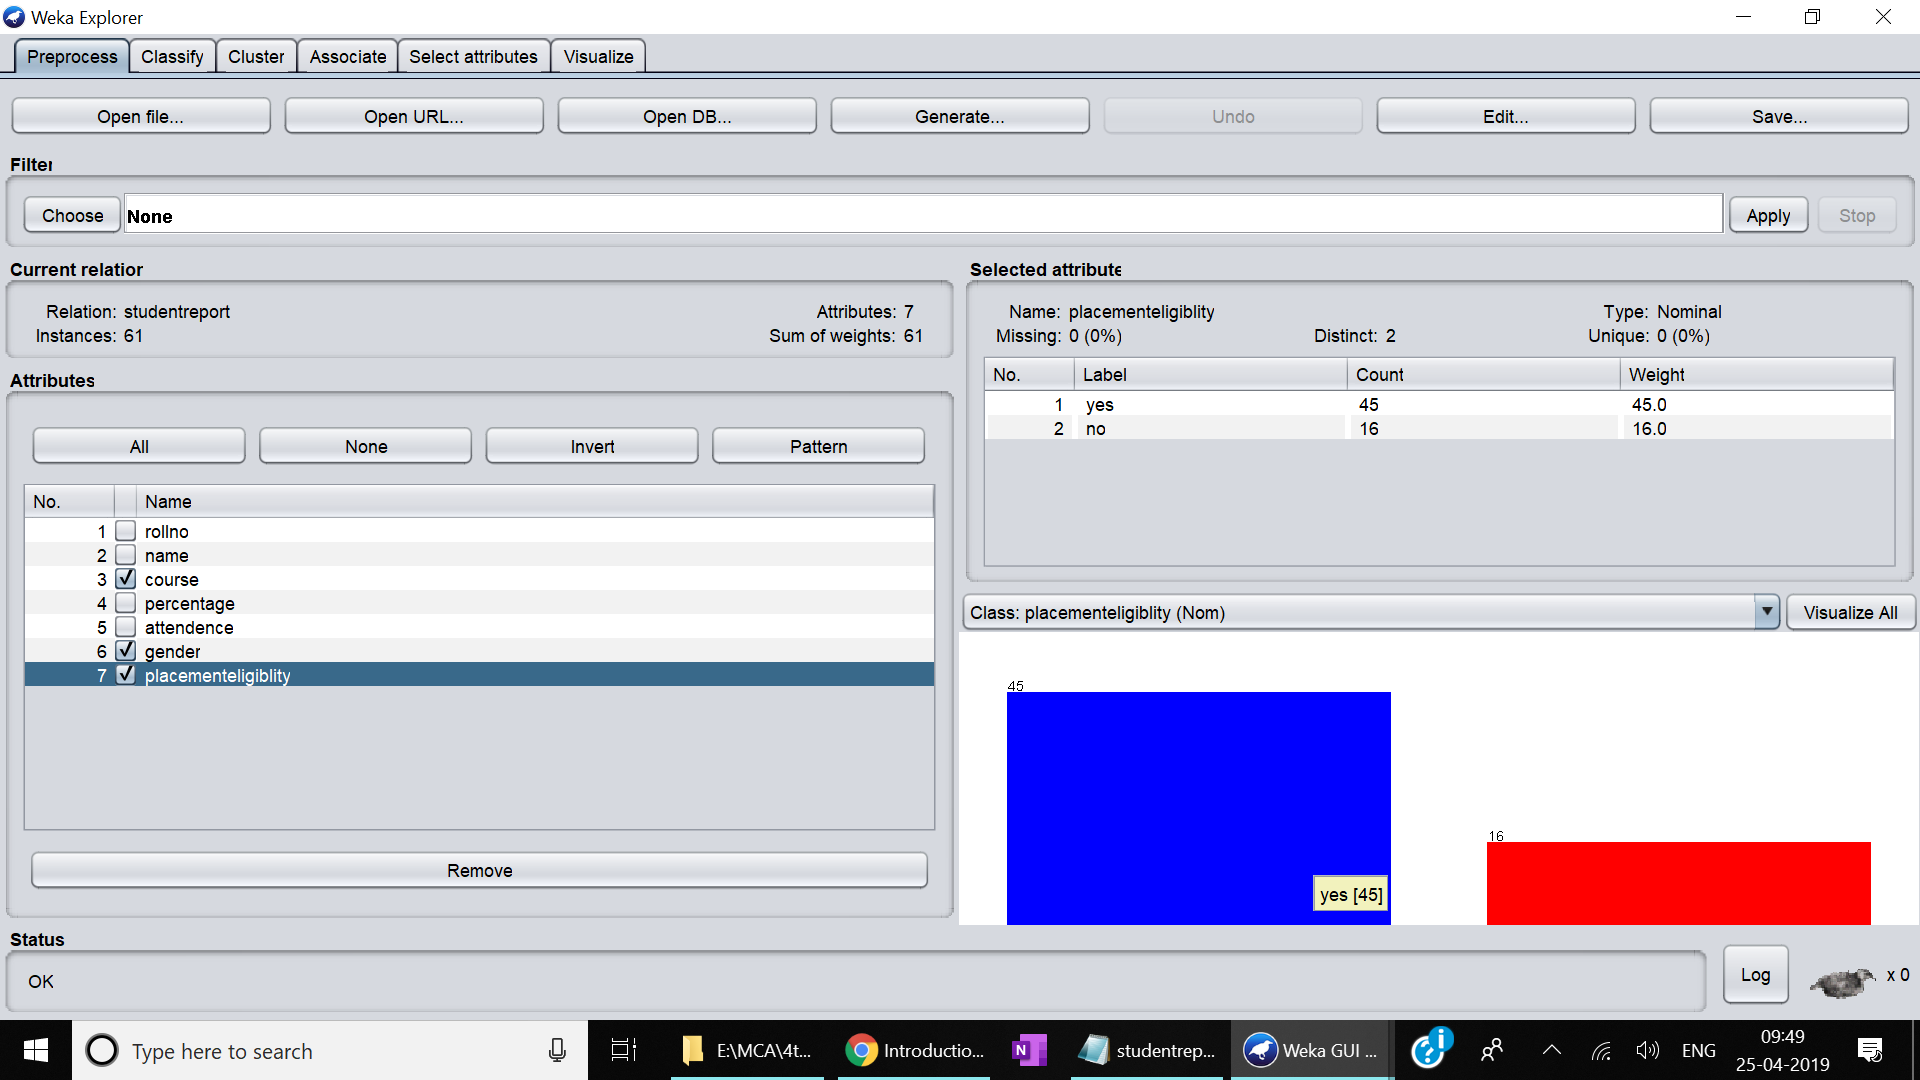 Weka Explorer
Preprocess Classify Cluster Associate Select attributes Visualize
Open file... Open URL... Open DB... Generate... Undo Edit... Save...
Filter
Choose None Apply Stop
Current relation
Relation: studentreport Attributes: 7
Instances: 61 Sum of weights: 61
Attributes
All None Invert Pattern
No. Name
1 rollno
2 name
3 course
4 percentage
5 attendence
6 gender
7 placementeligiblity
Remove
Selected attribute
Name: placementeligiblity Type: Nominal
Missing: 0 (0%) Distinct: 2 Unique: 0 (0%)
No. Label Count Weight
1 yes 45 45.0
2 no 16 16.0
Class: placementeligiblity (Nom) Visualize All
45
16
yes [45]
Status
OK
Log x 0
Type here to search E:\MCA\4t... Introductio... N studentrep... Weka GUI ... ENG 09:49
25-04-2019